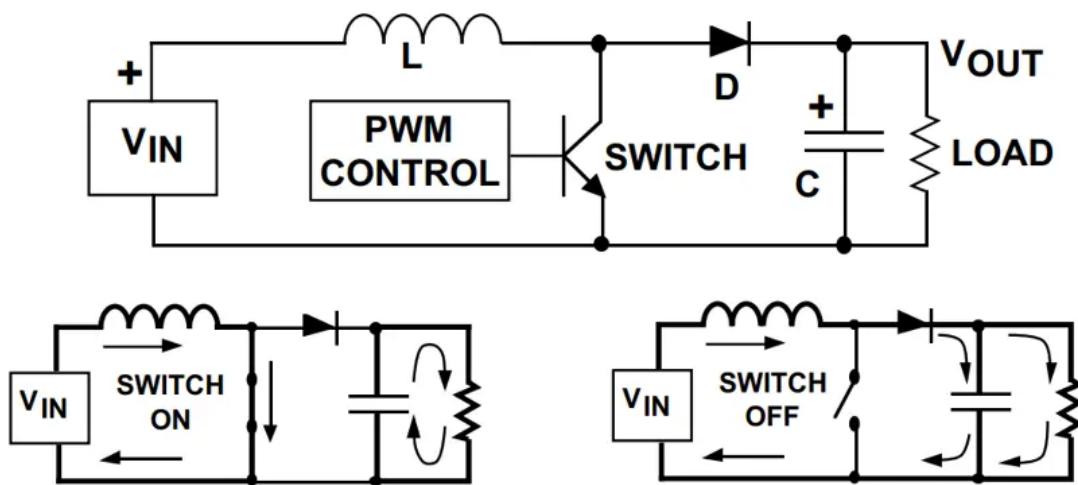 L
D
VOUT
+
VIN
PWM
CONTROL
SWITCH
+
C
LOAD
VIN
SWITCH
ON
VIN
SWITCH
OFF